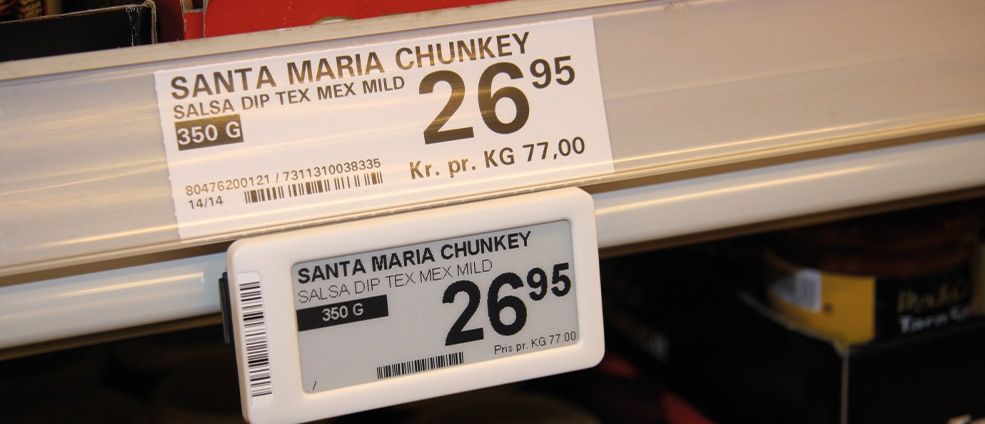 SANTA MARIA CHUNKEY
SALSA DIP TEX MEX MILD
26 95
350 G
Kr. pr. KG 77,00
80476200121 / 7311310038335
14/14
SANTA MARIA CHUNKEY
SALSA DIP TEX MEX MILD
26 95
350 G
Pris pr. KG 77.00
/